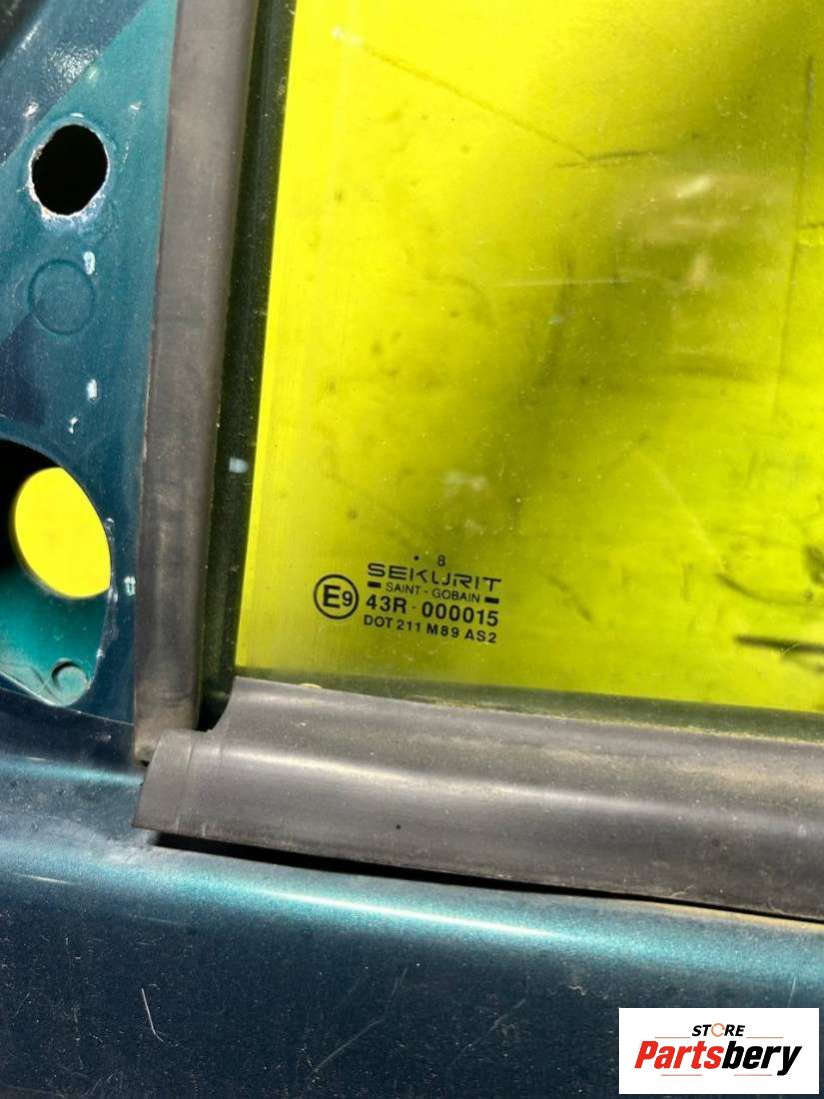 . 8
SEKURIT
SAINT - GOBAIN
E9 43R - 000015
DOT 211 M89 AS2
STORE
Partsbery